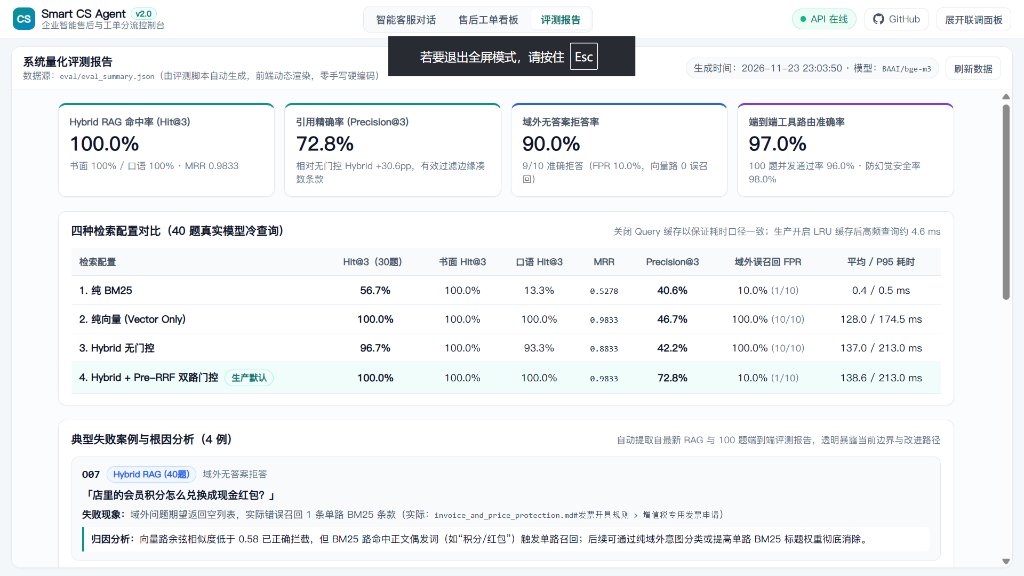 CS Smart CS Agent v2.0
企业智能售后与工单分流控制台
智能客服对话 售后工单看板 评测报告
API 在线 GitHub 展开联调面板
若要退出全屏模式，请按住 Esc
系统量化评测报告
数据源：eval/eval_summary.json（由评测脚本自动生成，前端动态渲染，零手写硬编码）
生成时间：2026-11-23 23:03:50 · 模型：BAAI/bge-m3 刷新数据
Hybrid RAG 命中率 (Hit@3)
100.0%
书面 100% / 口语 100% · MRR 0.9833
引用精确率 (Precision@3)
72.8%
相对无门控 Hybrid +30.6pp，有效过滤边缘凑
数条款
域外无答案拒答率
90.0%
9/10 准确拒答（FPR 10.0%，向量路 0 误召
回）
端到端工具路由准确率
97.0%
100 题并发通过率 96.0% · 防幻觉安全率
98.0%
四种检索配置对比（40 题真实模型冷查询）
关闭 Query 缓存以保证耗时口径一致；生产开启 LRU 缓存后高频查询约 4.6 ms
检索配置 Hit@3（30题） 书面 Hit@3 口语 Hit@3 MRR Precision@3 域外误召回 FPR 平均 / P95 耗时
1. 纯 BM25 56.7% 100.0% 13.3% 0.5278 40.6% 10.0% (1/10) 0.4 / 0.5 ms
2. 纯向量 (Vector Only) 100.0% 100.0% 100.0% 0.9833 46.7% 100.0% (10/10) 128.0 / 174.5 ms
3. Hybrid 无门控 96.7% 100.0% 93.3% 0.8833 42.2% 100.0% (10/10) 137.0 / 213.0 ms
4. Hybrid + Pre-RRF 双路门控 生产默认 100.0% 100.0% 100.0% 0.9833 72.8% 10.0% (1/10) 138.6 / 213.0 ms
典型失败案例与根因分析（4 例）
自动提取自最新 RAG 与 100 题端到端评测报告，透明暴露当前边界与改进路径
007 Hybrid RAG (40题) 域外无答案拒答
「店里的会员积分怎么兑换成现金红包？」
失败现象：域外问题期望返回空列表，实际错误召回 1 条单路 BM25 条款（实际：invoice_and_price_protection.md#发票开具规则 > 增值税专用发票申请）
归因分析：向量路余弦相似度低于 0.58 已正确拦截，但 BM25 路命中正文偶发词（如“积分/红包”）触发单路召回；后续可通过纯域外意图分类或提高单路 BM25 标题权重彻底消除。